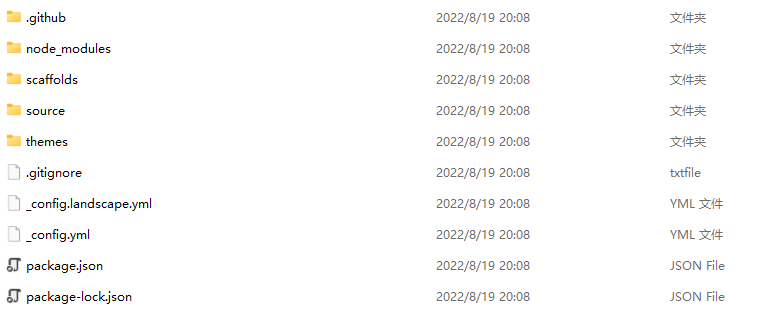 .github 2022/8/19 20:08 文件夹
node_modules 2022/8/19 20:08 文件夹
scaffolds 2022/8/19 20:08 文件夹
source 2022/8/19 20:08 文件夹
themes 2022/8/19 20:08 文件夹
.gitignore 2022/8/19 20:08 txtfile
_config.landscape.yml 2022/8/19 20:08 YML 文件
_config.yml 2022/8/19 20:08 YML 文件
package.json 2022/8/19 20:08 JSON File
package-lock.json 2022/8/19 20:08 JSON File